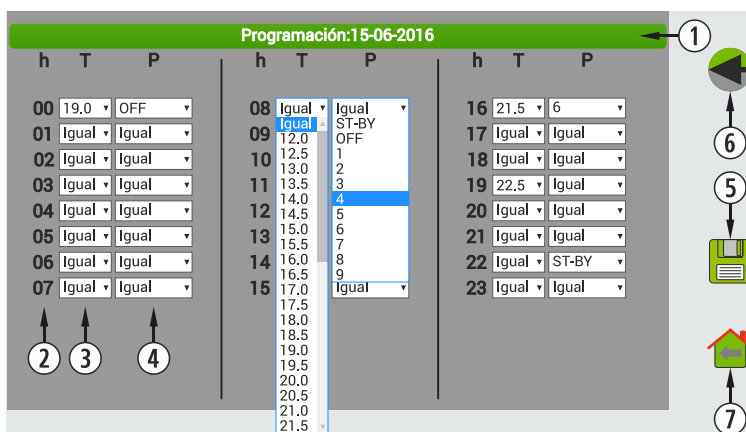 Programación:15-06-2016
1
h T P
h T P
h T P
00 19.0 OFF
01 Igual Igual
02 Igual Igual
03 Igual Igual
04 Igual Igual
05 Igual Igual
06 Igual Igual
07 Igual Igual
2
3
4
08 Igual Igual
09
10
11
12
13
14
15 Igual
Igual
12.0
12.5
13.0
13.5
14.0
14.5
15.0
15.5
16.0
16.5
17.0
17.5
18.0
18.5
19.0
19.5
20.0
20.5
21.0
21.5
ST-BY
OFF
1
2
3
4
5
6
7
8
9
16 21.5 6
17 Igual Igual
18 Igual Igual
19 22.5 Igual
20 Igual Igual
21 Igual Igual
22 Igual ST-BY
23 Igual Igual
6
5
7